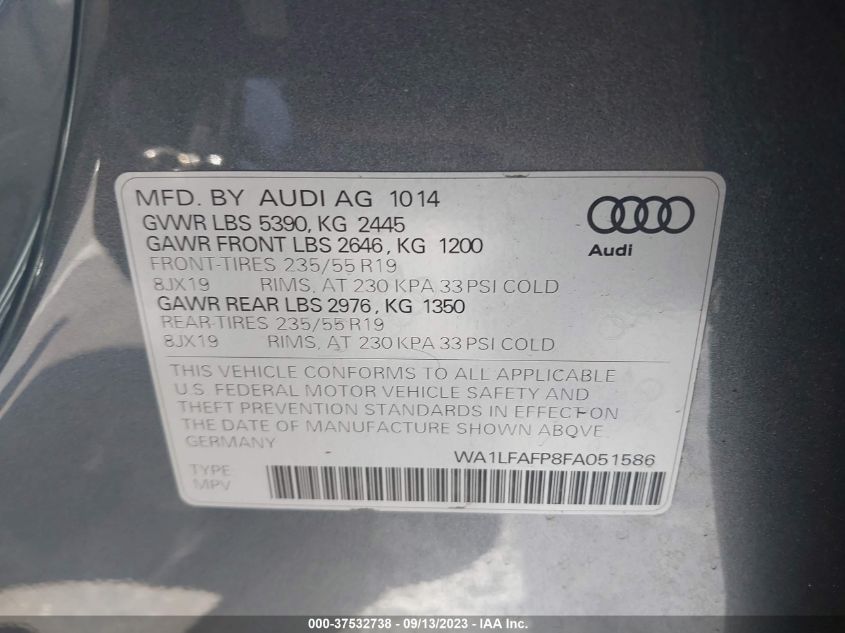 MFD. BY AUDI AG 1014
GVWR LBS 5390, KG 2445
GAWR FRONT LBS 2646, KG 1200
FRONT-TIRES 235/55 R19
8JX19 RIMS, AT 230 KPA 33 PSI COLD
GAWR REAR LBS 2976, KG 1350
REAR-TIRES 235/55 R19
8JX19 RIMS, AT 230 KPA 33 PSI COLD
Audi
THIS VEHICLE CONFORMS TO ALL APPLICABLE
U.S. FEDERAL MOTOR VEHICLE SAFETY AND
THEFT PREVENTION STANDARDS IN EFFECT ON
THE DATE OF MANUFACTURE SHOWN ABOVE.
GERMANY
WA1LFAFP8FA051586
TYPE
MPV
000-37532738 - 09/13/2023 - IAA Inc.